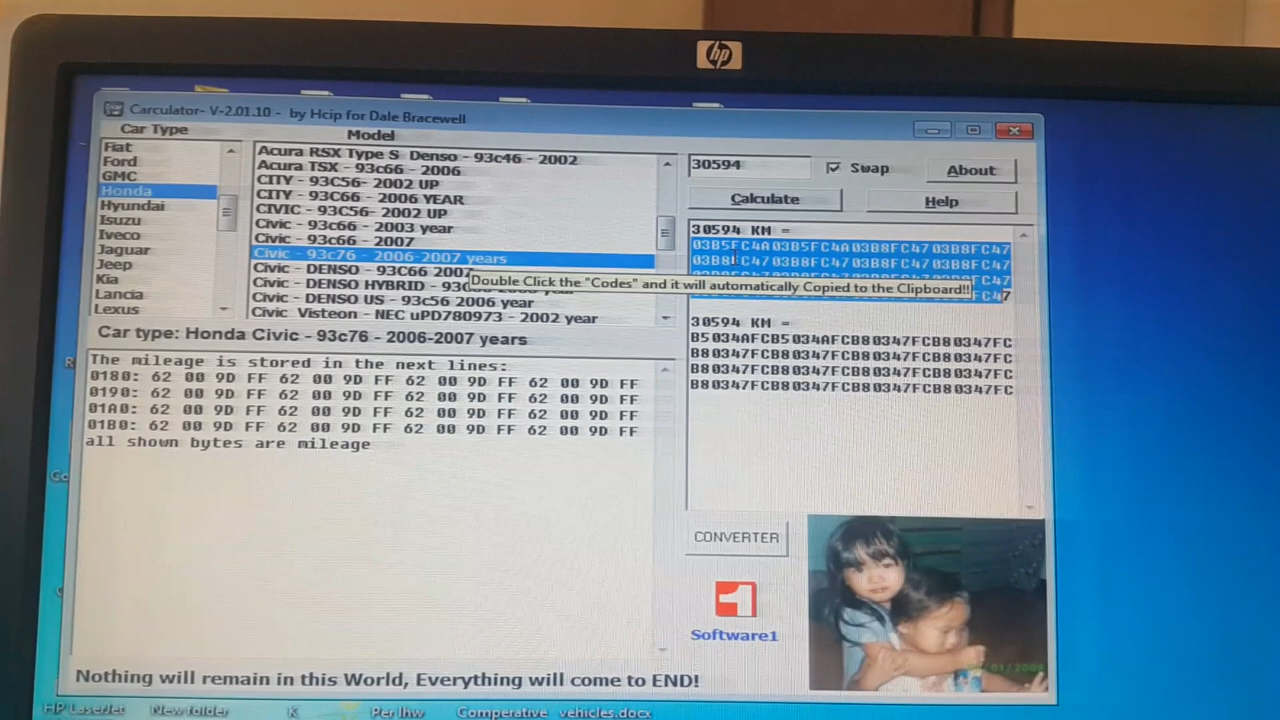 hp
Carculator- V-2.01.10 - by Hcip for Dale Bracewell
Car Type
Model
Fiat
Ford
GMC
Honda
Hyundai
Isuzu
Iveco
Jaguar
Jeep
Kia
Lancia
Lexus
Acura RSX Type S Denso - 93c46 - 2002
Acura TSX - 93c66 - 2006
CITY - 93C56- 2002 UP
CITY - 93C66 - 2006 YEAR
CIVIC - 93C56- 2002 UP
Civic - 93c66 - 2003 year
Civic - 93c66 - 2007
Civic - 93c76 - 2006-2007 years
Civic - DENSO - 93C66 2007
Civic - DENSO HYBRID - 93C
Civic - DENSO US - 93c56 2006 year
Civic Visteon - NEC uPD780973 - 2002 year
30594
Swap
About
Calculate
Help
30594 KM =
03B5FC4A03B5FC4A03B8FC4703B8FC47
03B8FC4703B8FC4703B8FC4703B8FC47
Double Click the "Codes" and it will automatically Copied to the Clipboard!!
30594 KM =
B5034AFCB5034AFCB80347FCB80347FC
B80347FCB80347FCB80347FCB80347FC
B80347FCB80347FCB80347FCB80347FC
B80347FCB80347FCB80347FCB80347FC
Car type: Honda Civic - 93c76 - 2006-2007 years
The mileage is stored in the next lines:
0180: 62 00 9D FF 62 00 9D FF 62 00 9D FF 62 00 9D FF
0190: 62 00 9D FF 62 00 9D FF 62 00 9D FF 62 00 9D FF
01A0: 62 00 9D FF 62 00 9D FF 62 00 9D FF 62 00 9D FF
01B0: 62 00 9D FF 62 00 9D FF 62 00 9D FF 62 00 9D FF
all shown bytes are mileage
CONVERTER
1
Software1
Nothing will remain in this World, Everything will come to END!
HP LaserJet
New folder
K
Per lhw
Comperative vehicles.docx